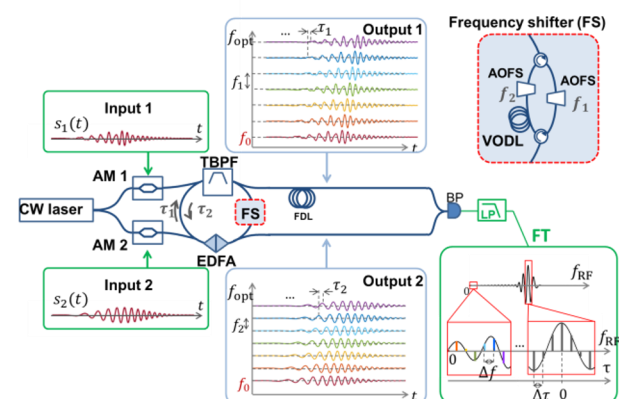 Output 1
... τ₁
f_opt
f₁
f₀
t
Frequency shifter (FS)
AOFS
f₂
AOFS
f₁
VODL
Input 1
s₁(t)
t
AM 1
TBPF
CW laser
τ₁
τ₂
FS
FDL
BP
LP
FT
AM 2
EDFA
Input 2
s₂(t)
t
Output 2
... τ₂
f_opt
f₂
f₀
t
f_RF
0
f_RF
0
...
τ
Δf
Δτ
0